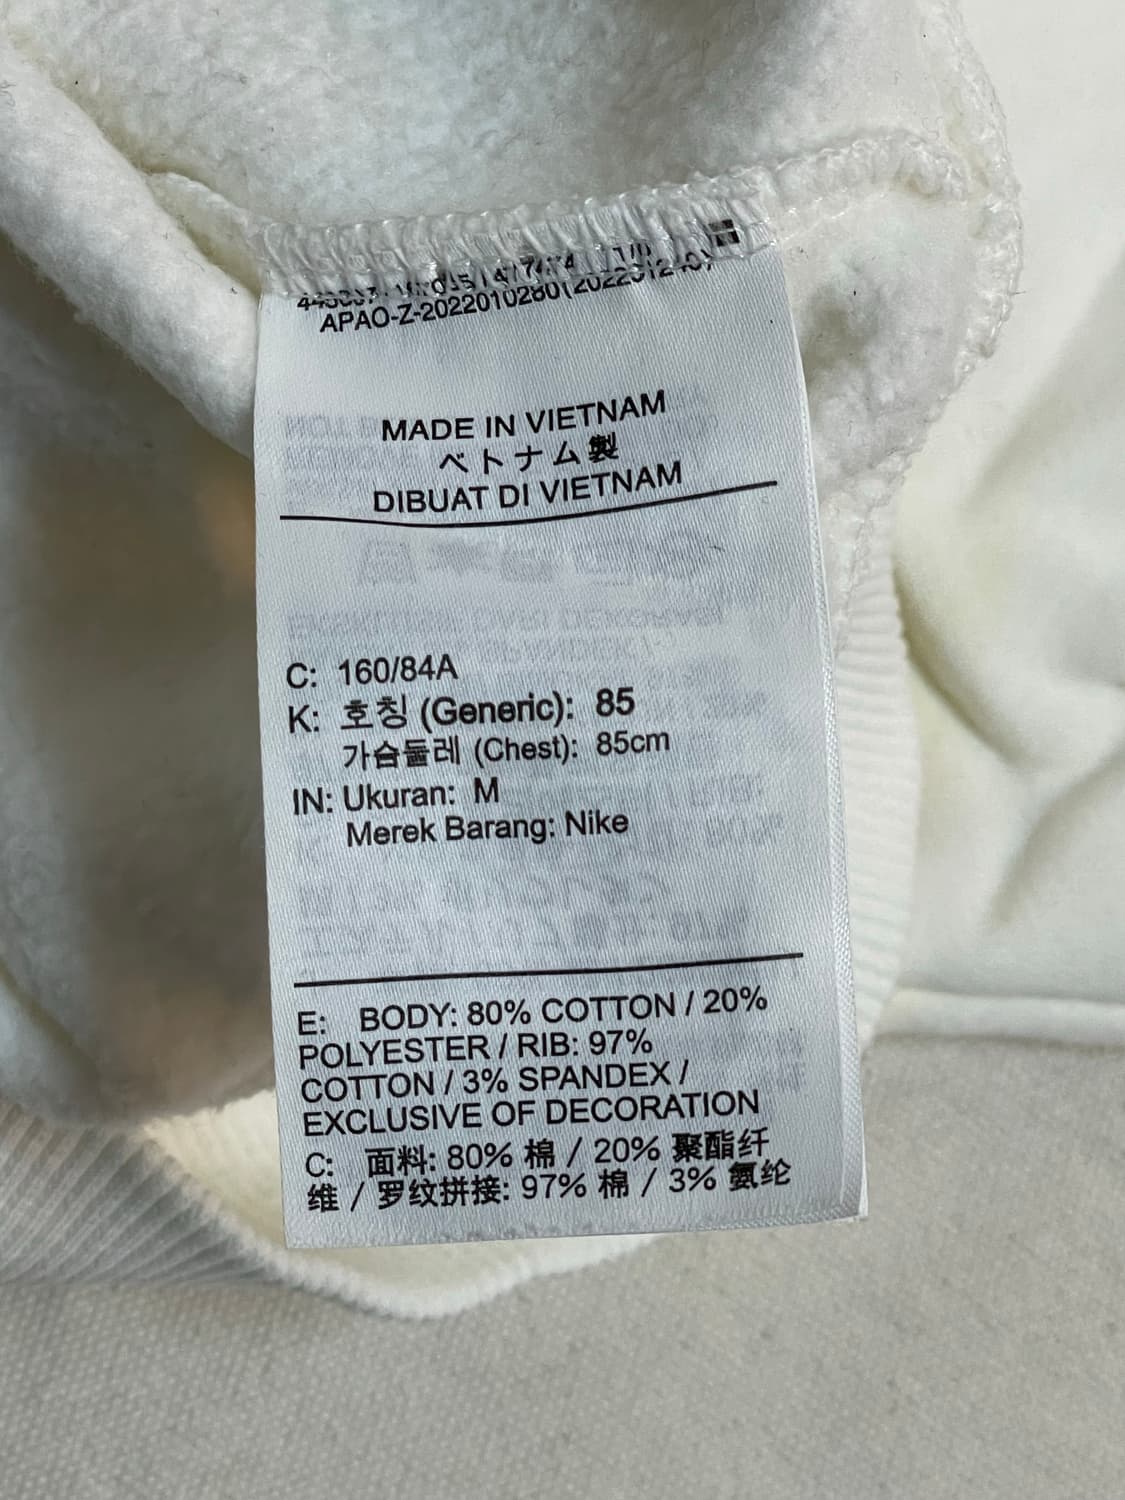 APAO-Z-2022010280
MADE IN VIETNAM
ベトナム製
DIBUAT DI VIETNAM
C: 160/84A
K: 호칭 (Generic): 85
가슴둘레 (Chest): 85cm
IN: Ukuran: M
Merek Barang: Nike
E: BODY: 80% COTTON / 20%
POLYESTER / RIB: 97%
COTTON / 3% SPANDEX /
EXCLUSIVE OF DECORATION
C: 面料: 80% 棉 / 20% 聚酯纤
维 / 罗纹拼接: 97% 棉 / 3% 氨纶